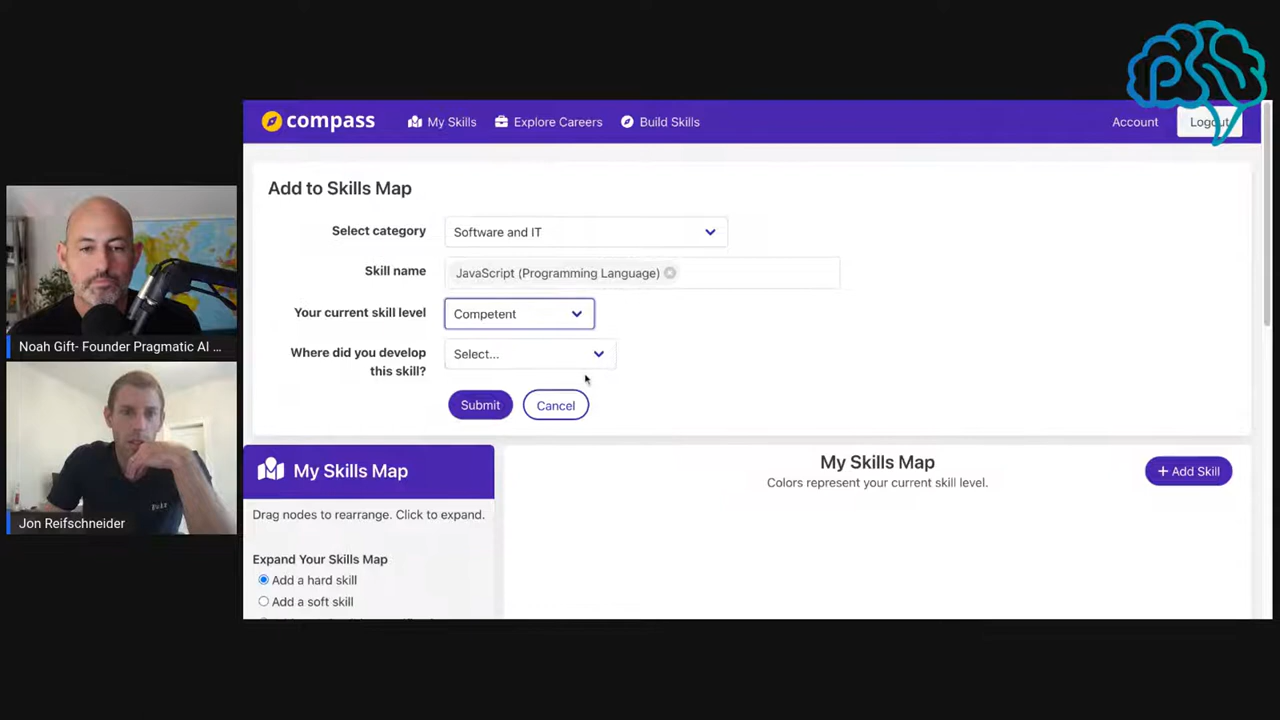 compass
My Skills
Explore Careers
Build Skills
Account
Logout
Add to Skills Map
Select category
Software and IT
Skill name
JavaScript (Programming Language)
Your current skill level
Competent
Where did you develop
this skill?
Select...
Submit
Cancel
My Skills Map
Drag nodes to rearrange. Click to expand.
Expand Your Skills Map
Add a hard skill
Add a soft skill
My Skills Map
Colors represent your current skill level.
+ Add Skill
Noah Gift- Founder Pragmatic AI ...
Jon Reifschneider